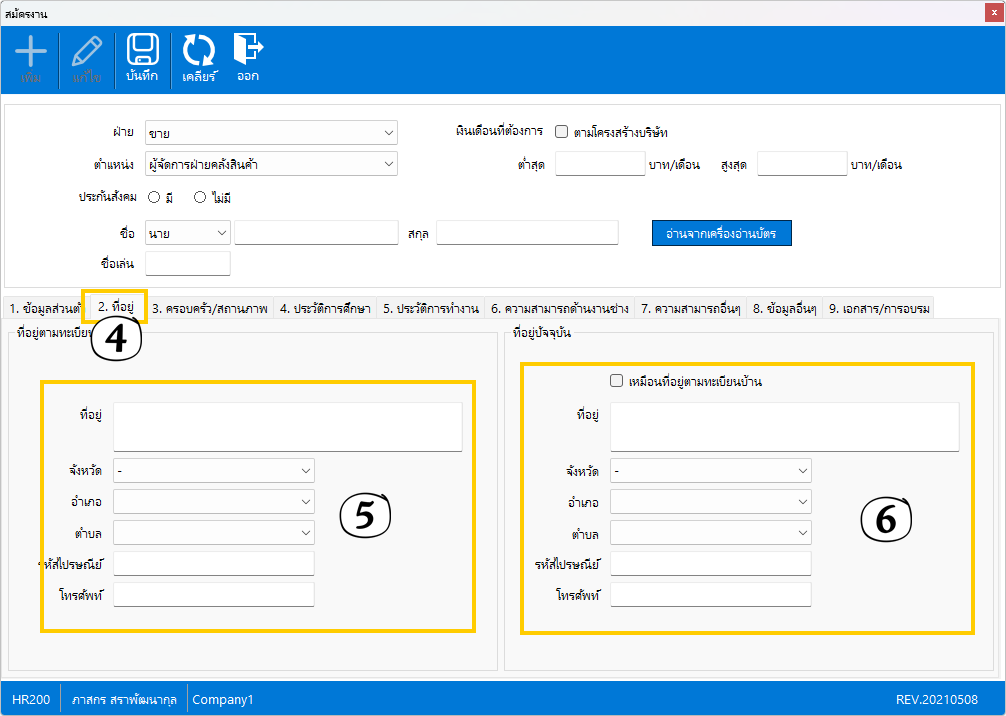 สมัครงาน x
เพิ่ม แก้ไข บันทึก เคลียร์ ออก
ฝ่าย ขาย เงินเดือนที่ต้องการ ตามโครงสร้างบริษัท
ตำแหน่ง ผู้จัดการฝ่ายคลังสินค้า ต่ำสุด บาท/เดือน สูงสุด บาท/เดือน
ประกันสังคม มี ไม่มี
ชื่อ นาย สกุล อ่านจากเครื่องอ่านบัตร
ชื่อเล่น
1. ข้อมูลส่วนตั 2. ที่อยู่ 3. ครอบครัว/สถานภาพ 4. ประวัติการศึกษา 5. ประวัติการทำงาน 6. ความสามารถด้านงานช่าง 7. ความสามารถอื่นๆ 8. ข้อมูลอื่นๆ 9. เอกสาร/การอบรม
ที่อยู่ตามทะเบียน 4 ที่อยู่ปัจจุบัน
เหมือนที่อยู่ตามทะเบียนบ้าน
ที่อยู่ ที่อยู่
จังหวัด - จังหวัด -
อำเภอ อำเภอ
5 6
ตำบล ตำบล
รหัสไปรษณีย์ รหัสไปรษณีย์
โทรศัพท์ โทรศัพท์
HR200 ภาสกร สราพัฒนากุล Company1 REV.20210508